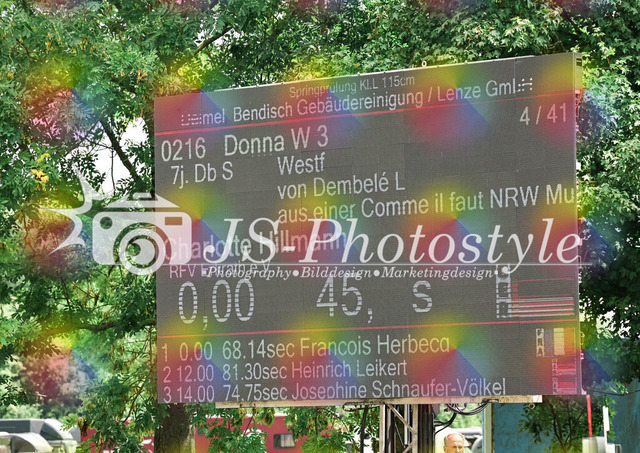 Springprüfung Kl.L 115cm
Bendisch Gebäudereinigung / Lenze
4 / 41
0216 Donna W 3
7j. Db S Westf
von Dembelé L
aus einer Comme il faut NRW Mu
Charlotte
JS-Photostyle
RFV
•Photography•Bilddesign•Marketingdesign•
0,00 45, s
1 0.00 68.14sec Francois Herbecq
2 12.00 81.30sec Heinrich Leikert
3 14.00 74.75sec Josephine Schnaufer-Völkel